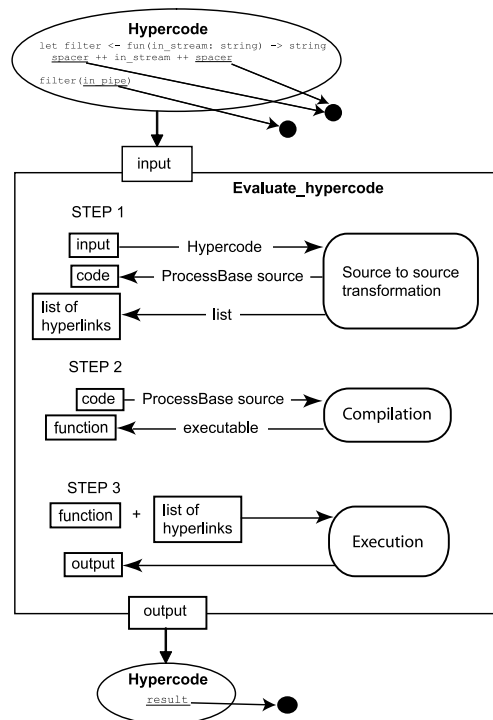 Hypercode
let filter <- fun(in_stream: string) -> string
spacer ++ in_stream ++ spacer
filter(in_pipe)
input
Evaluate_hypercode
STEP 1
input
Hypercode
code
ProcessBase source
Source to source
transformation
list of
hyperlinks
list
STEP 2
code
ProcessBase source
Compilation
function
executable
STEP 3
function
+
list of
hyperlinks
Execution
output
output
Hypercode
result